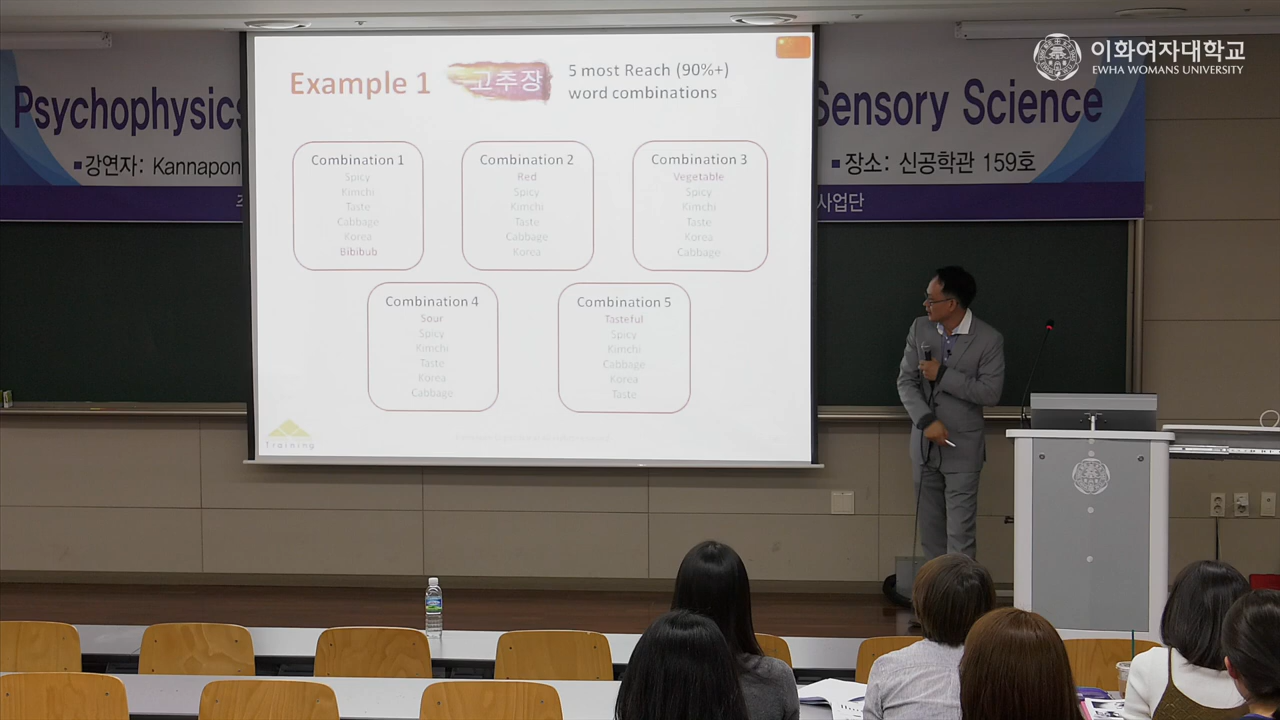 이화여자대학교
EWHA WOMANS UNIVERSITY
Psychophysics
Sensory Science
■강연자: Kannapon
■장소: 신공학관 159호
사업단
Example 1
고추장
5 most Reach (90%+)
word combinations
Combination 1
Spicy
Kimchi
Taste
Cabbage
Korea
Bibibub
Combination 2
Red
Spicy
Kimchi
Taste
Cabbage
Korea
Combination 3
Vegetable
Spicy
Kimchi
Taste
Korea
Cabbage
Combination 4
Sour
Spicy
Kimchi
Taste
Korea
Cabbage
Combination 5
Tasteful
Spicy
Kimchi
Cabbage
Korea
Taste
Training